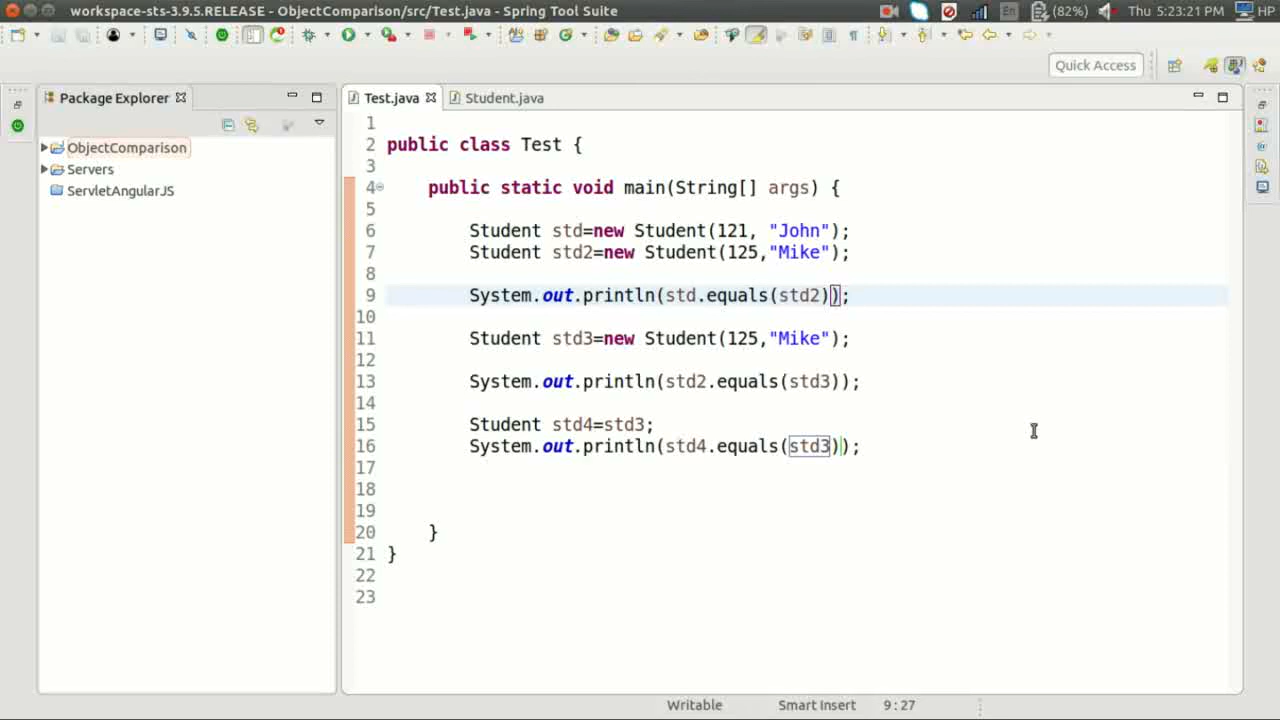 workspace-sts-3.9.5.RELEASE - ObjectComparison/src/Test.java - Spring Tool Suite
En (82%) Thu 5:23:21 PM HP
Quick Access
Package Explorer
ObjectComparison
Servers
ServletAngularJS
Test.java Student.java
1
2 public class Test {
3
4 public static void main(String[] args) {
5
6 Student std=new Student(121, "John");
7 Student std2=new Student(125,"Mike");
8
9 System.out.println(std.equals(std2));
10
11 Student std3=new Student(125,"Mike");
12
13 System.out.println(std2.equals(std3));
14
15 Student std4=std3;
16 System.out.println(std4.equals(std3));
17
18
19
20 }
21 }
22
23
Writable Smart Insert 9:27